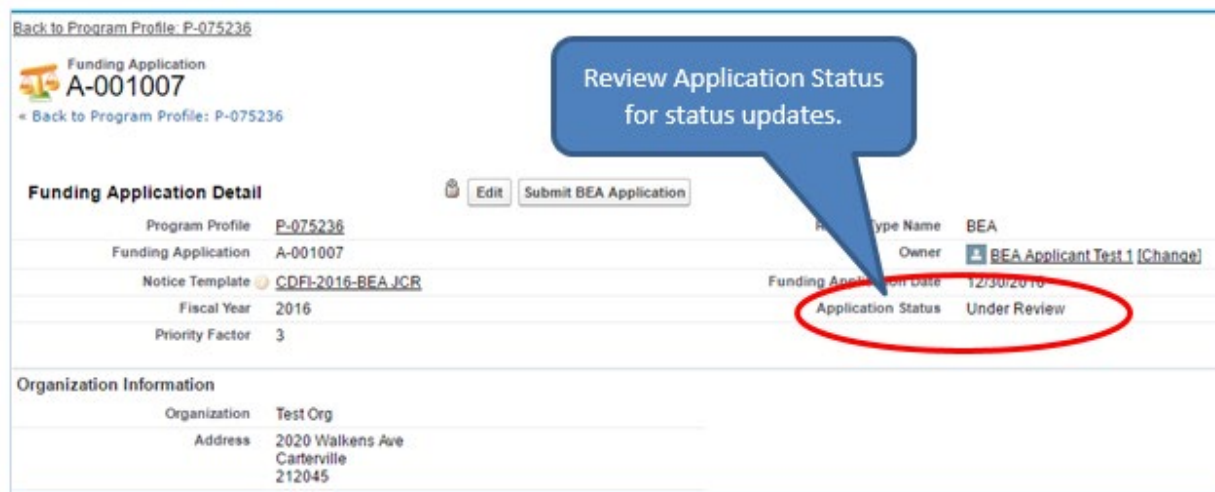 Back to Program Profile: P-075236
Funding Application
A-001007
« Back to Program Profile: P-075236
Review Application Status
for status updates.
Funding Application Detail
Edit
Submit BEA Application
Program Profile P-075236
Type Name BEA
Funding Application A-001007
Owner BEA Applicant Test 1 [Change]
Notice Template CDFI-2016-BEA.JCR
Funding Application Date 12/30/2016
Fiscal Year 2016
Application Status Under Review
Priority Factor 3
Organization Information
Organization Test Org
Address 2020 Walkens Ave
Carterville
212045